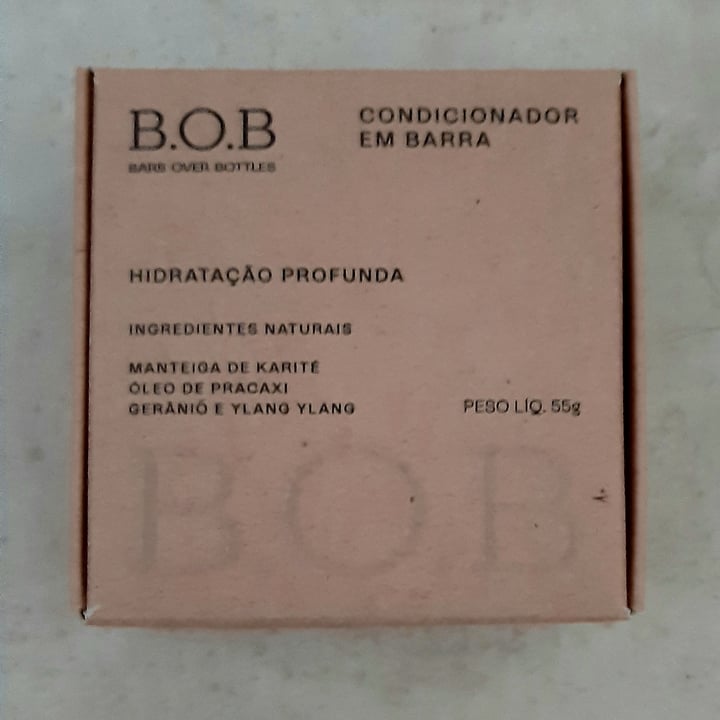 B.O.B
BARS OVER BOTTLES
CONDICIONADOR
EM BARRA
HIDRATAÇÃO PROFUNDA
INGREDIENTES NATURAIS
MANTEIGA DE KARITÉ
ÓLEO DE PRACAXI
GERÂNIO E YLANG YLANG
PESO LÍQ. 55g
B.O.B